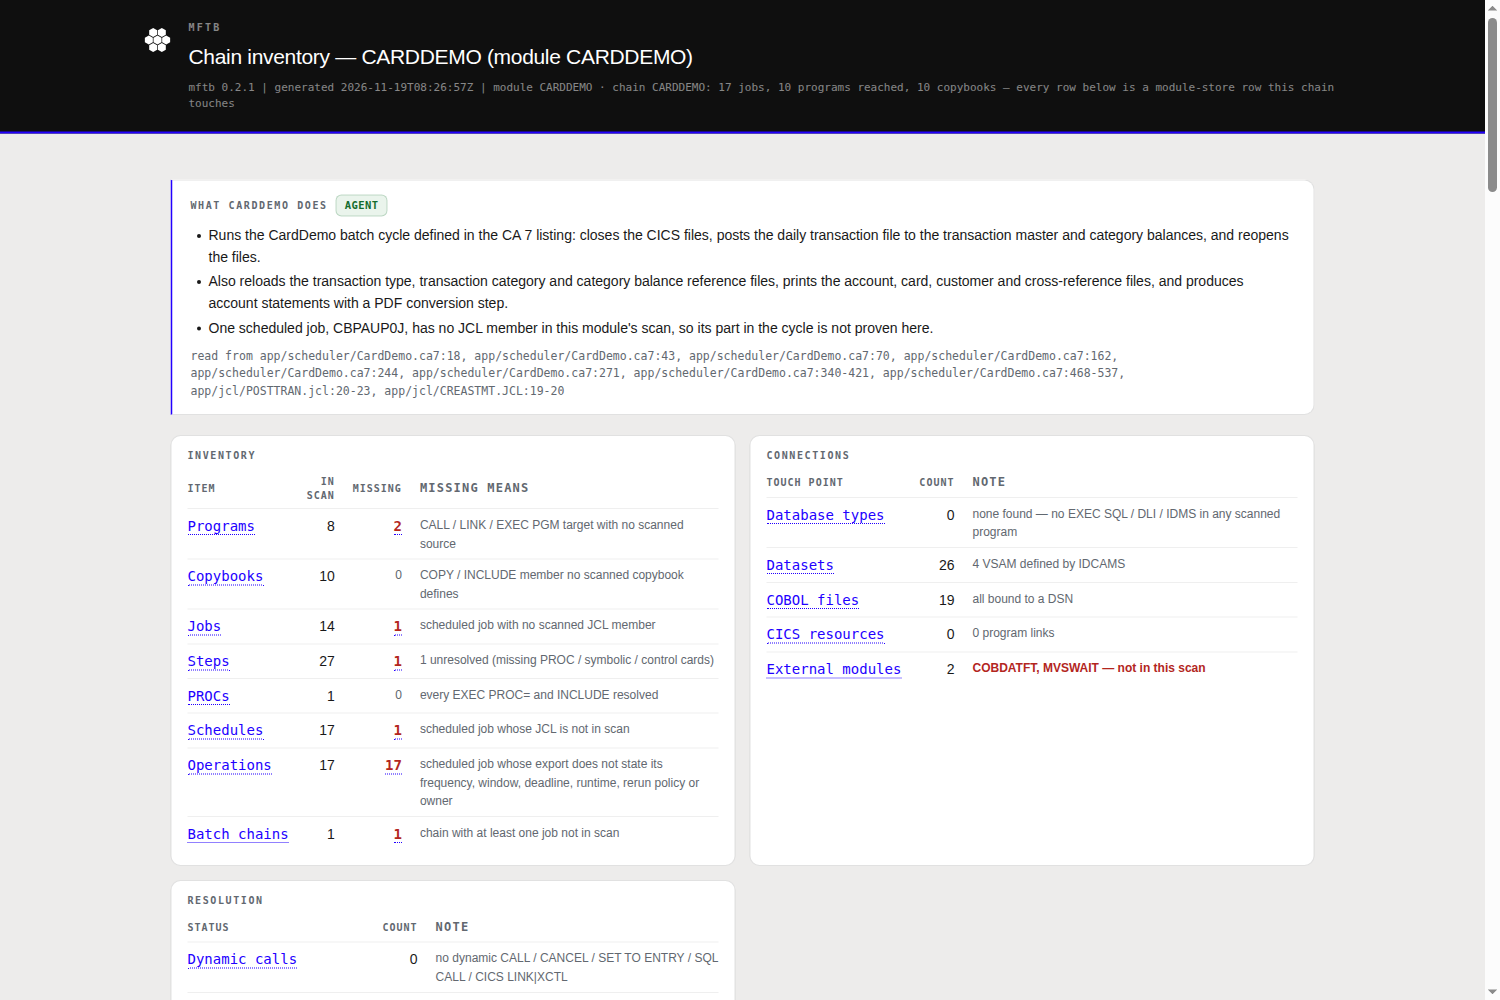 MFTB
Chain inventory — CARDDEMO (module CARDDEMO)
mftb 0.2.1 | generated 2026-11-19T08:26:57Z | module CARDDEMO · chain CARDDEMO: 17 jobs, 10 programs reached, 10 copybooks — every row below is a module-store row this chain
touches
WHAT CARDDEMO DOES AGENT
• Runs the CardDemo batch cycle defined in the CA 7 listing: closes the CICS files, posts the daily transaction file to the transaction master and category balances, and reopens
the files.
• Also reloads the transaction type, transaction category and category balance reference files, prints the account, card, customer and cross-reference files, and produces
account statements with a PDF conversion step.
• One scheduled job, CBPAUP0J, has no JCL member in this module's scan, so its part in the cycle is not proven here.
read from app/scheduler/CardDemo.ca7:18, app/scheduler/CardDemo.ca7:43, app/scheduler/CardDemo.ca7:70, app/scheduler/CardDemo.ca7:162,
app/scheduler/CardDemo.ca7:244, app/scheduler/CardDemo.ca7:271, app/scheduler/CardDemo.ca7:340-421, app/scheduler/CardDemo.ca7:468-537,
app/jcl/POSTTRAN.jcl:20-23, app/jcl/CREASTMT.JCL:19-20
INVENTORY
ITEM IN SCAN MISSING MISSING MEANS
Programs 8 2 CALL / LINK / EXEC PGM target with no scanned
source
Copybooks 10 0 COPY / INCLUDE member no scanned copybook
defines
Jobs 14 1 scheduled job with no scanned JCL member
Steps 27 1 1 unresolved (missing PROC / symbolic / control cards)
PROCs 1 0 every EXEC PROC= and INCLUDE resolved
Schedules 17 1 scheduled job whose JCL is not in scan
Operations 17 17 scheduled job whose export does not state its
frequency, window, deadline, runtime, rerun policy or
owner
Batch chains 1 1 chain with at least one job not in scan
CONNECTIONS
TOUCH POINT COUNT NOTE
Database types 0 none found — no EXEC SQL / DLI / IDMS in any scanned
program
Datasets 26 4 VSAM defined by IDCAMS
COBOL files 19 all bound to a DSN
CICS resources 0 0 program links
External modules 2 COBDATFT, MVSWAIT — not in this scan
RESOLUTION
STATUS COUNT NOTE
Dynamic calls 0 no dynamic CALL / CANCEL / SET TO ENTRY / SQL
CALL / CICS LINK|XCTL